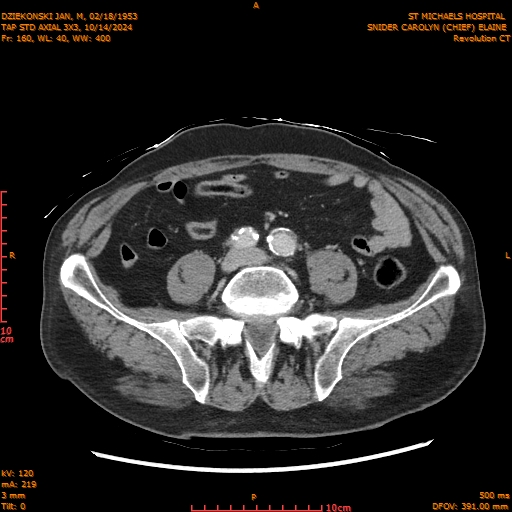 A
DZIEKONSKI JAN, M, 02/18/1953
TAP STD AXIAL 3X3, 10/14/2024
Fr: 160, WL: 40, WW: 400
ST MICHAELS HOSPITAL
SNIDER CAROLYN (CHIEF) ELAINE
Revolution CT
R
L
10
cm
kV: 120
mA: 219
3 mm
Tilt: 0
P
10cm
500 ms
DFOV: 391.00 mm